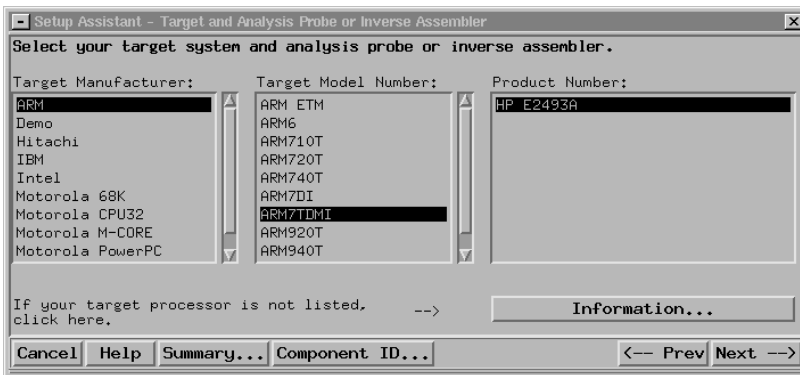 Setup Assistant - Target and Analysis Probe or Inverse Assembler
Select your target system and analysis probe or inverse assembler.
Target Manufacturer:
ARM
Demo
Hitachi
IBM
Intel
Motorola 68K
Motorola CPU32
Motorola M-CORE
Motorola PowerPC
Target Model Number:
ARM ETM
ARM6
ARM710T
ARM720T
ARM740T
ARM7DI
ARM7TDMI
ARM920T
ARM940T
Product Number:
HP E2493A
If your target processor is not listed,
click here.
-->
Information...
Cancel Help Summary... Component ID... <-- Prev Next -->